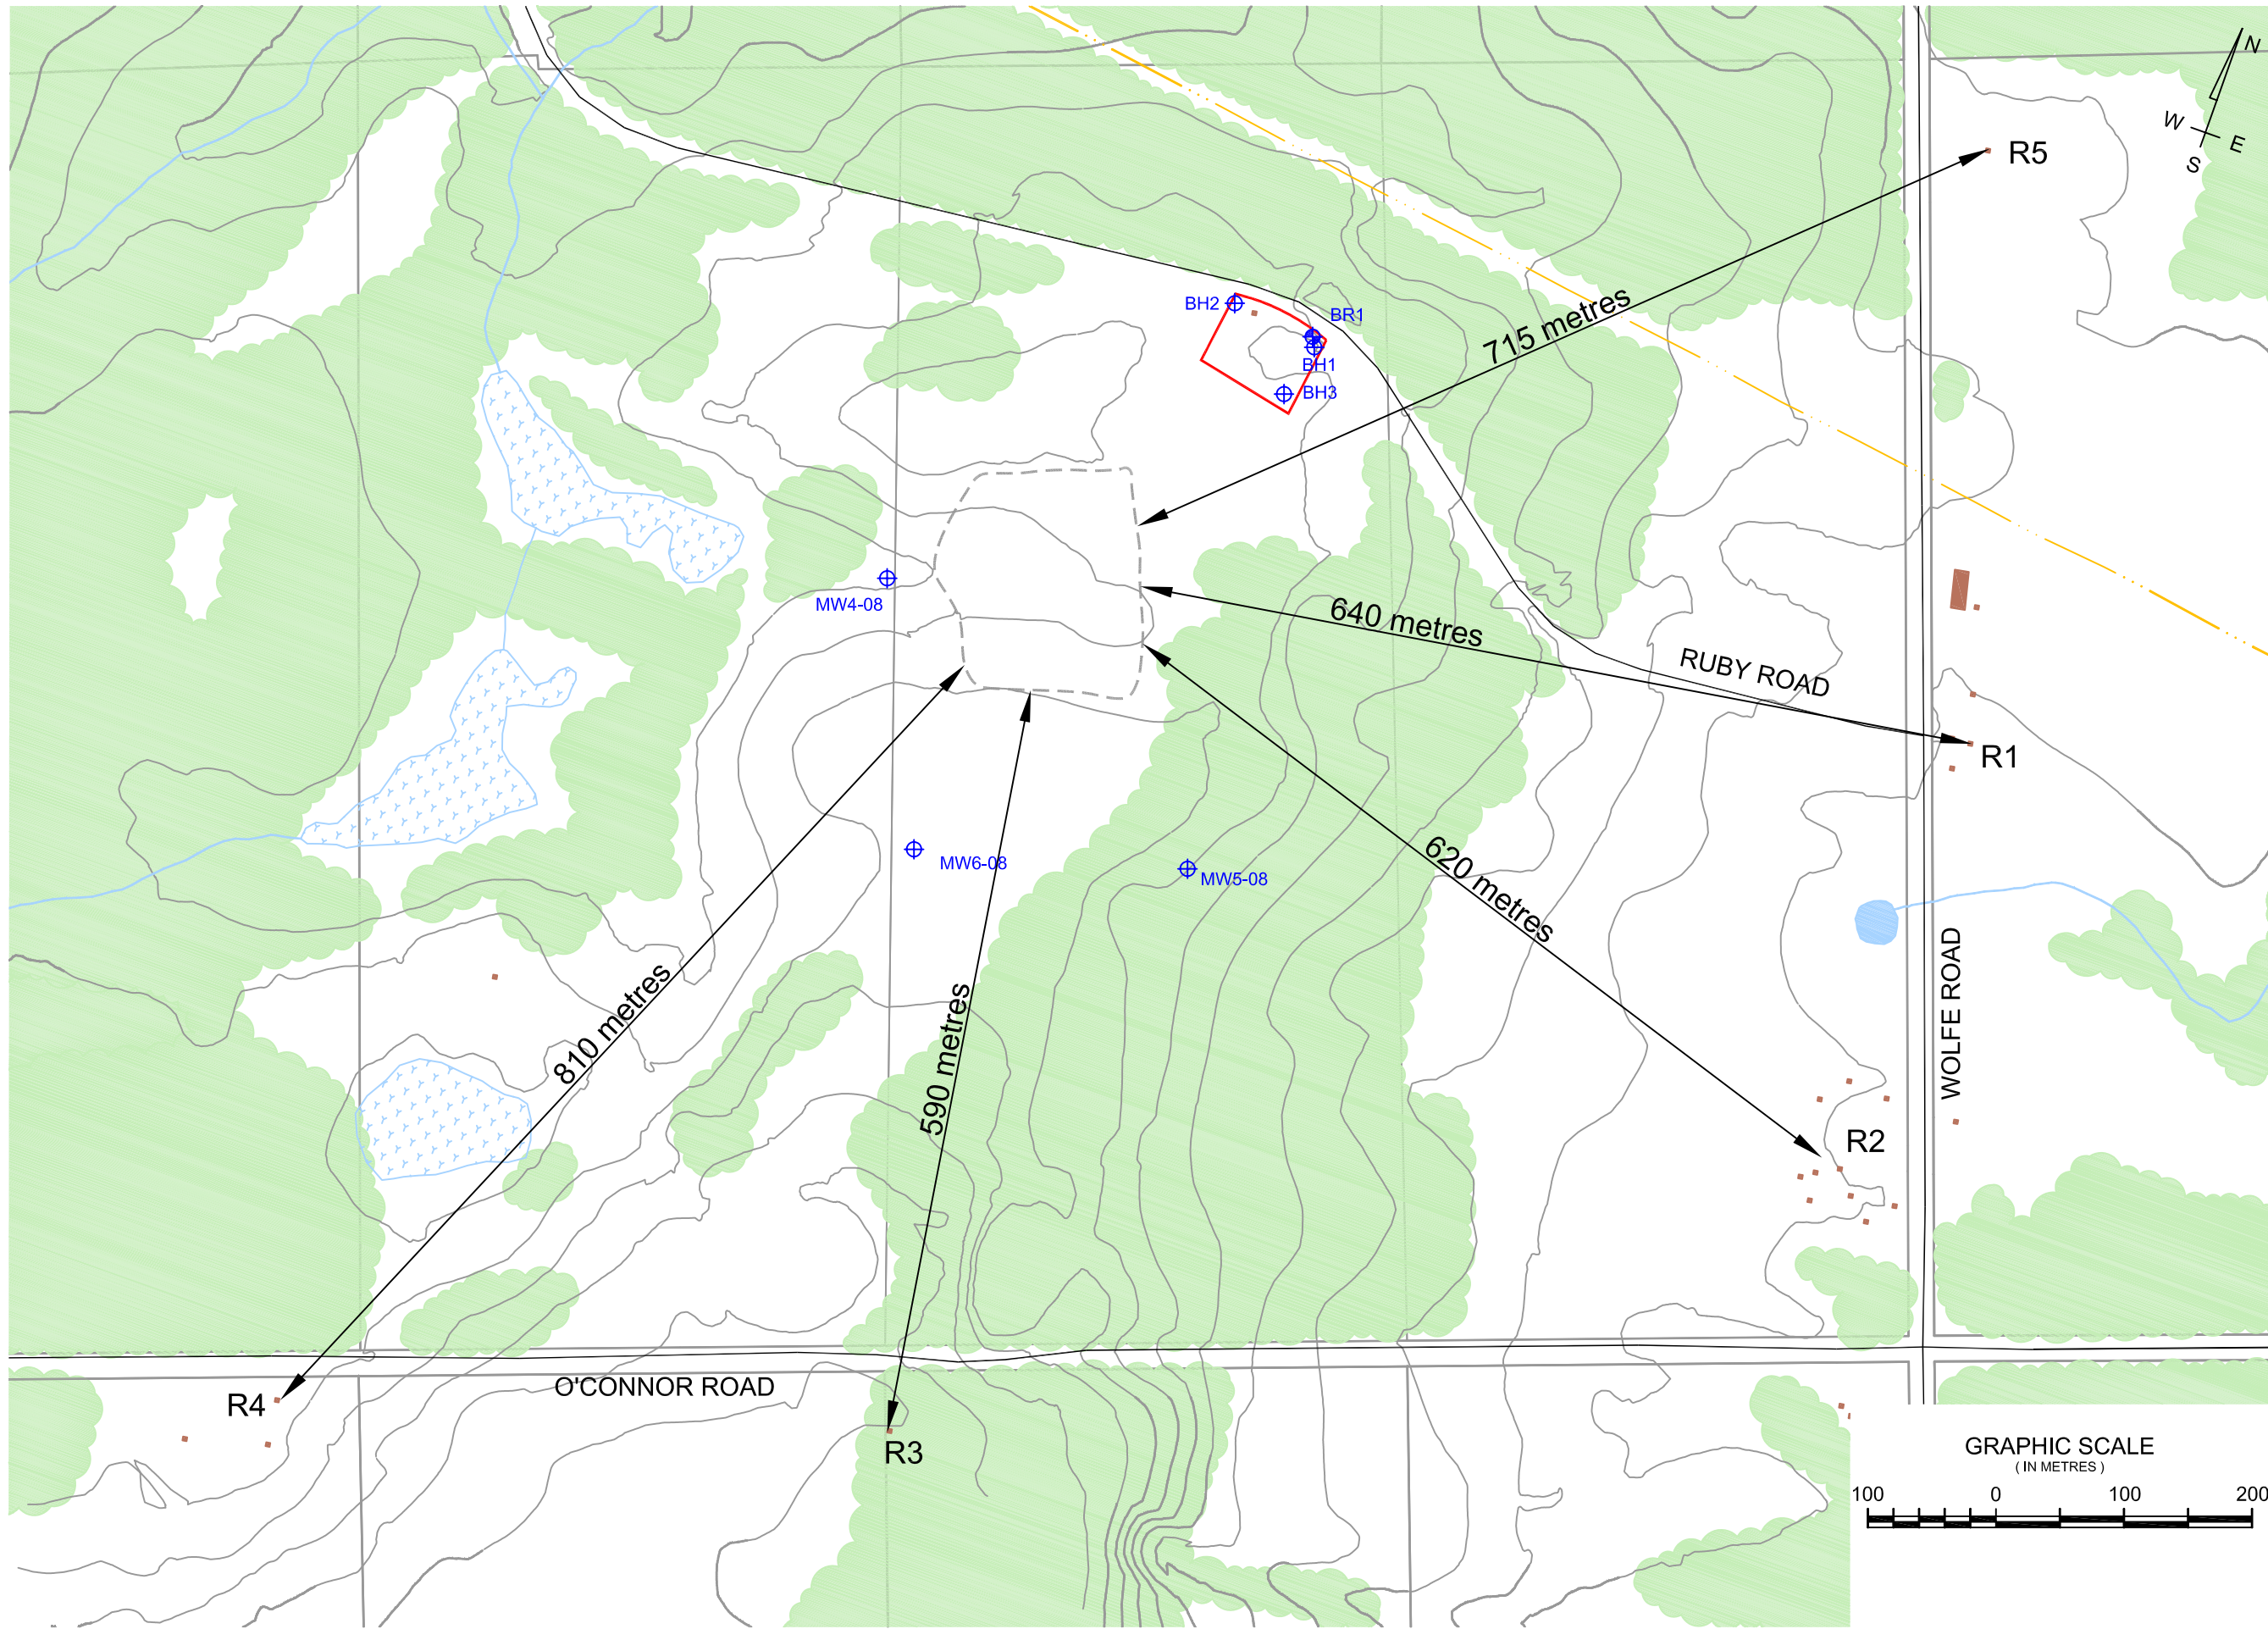 N
W
E
S
R5
BH2
BR1
715 metres
BH1
BH3
MW4-08
640 metres
RUBY ROAD
R1
620 metres
MW6-08
MW5-08
WOLFE ROAD
810 metres
590 metres
R2
O'CONNOR ROAD
R4
R3
GRAPHIC SCALE
( IN METRES )
100 0 100 200